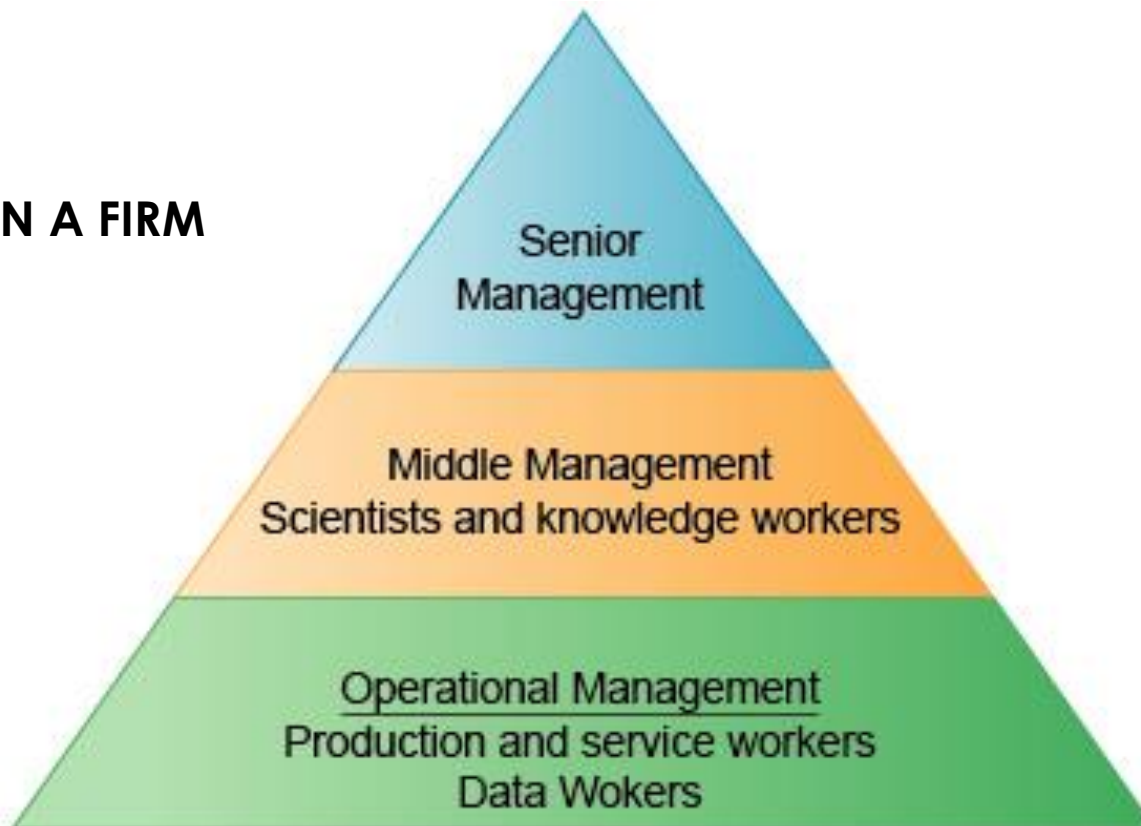 N A FIRM
Senior
Management
Middle Management
Scientists and knowledge workers
Operational Management
Production and service workers
Data Wokers